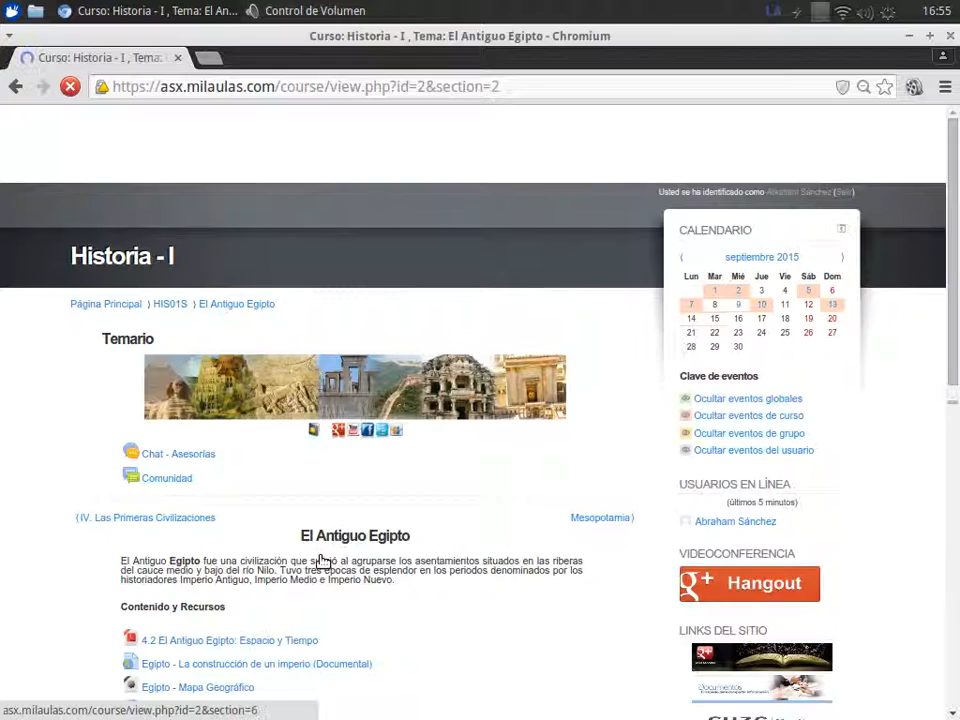 Curso: Historia - I , Tema: El An...
Control de Volumen
16:55
Curso: Historia - I , Tema: El Antiguo Egipto - Chromium
Curso: Historia - I , Tema:
https://asx.milaulas.com/course/view.php?id=2&section=2
Usted se ha identificado como Abraham Sánchez (Salir)
Historia - I
Página Principal ⟩ HIS01S ⟩ El Antiguo Egipto
Temario
Chat - Asesorías
Comunidad
⟨ IV. Las Primeras Civilizaciones
Mesopotamia ⟩
El Antiguo Egipto
El Antiguo Egipto fue una civilización que surgió al agruparse los asentamientos situados en las riberas
del cauce medio y bajo del río Nilo. Tuvo tres épocas de esplendor en los periodos denominados por los
historiadores Imperio Antiguo, Imperio Medio e Imperio Nuevo.
Contenido y Recursos
4.2 El Antiguo Egipto: Espacio y Tiempo
Egipto - La construcción de un imperio (Documental)
Egipto - Mapa Geográfico
CALENDARIO
⟨ septiembre 2015 ⟩
Lun Mar Mié Jue Vie Sáb Dom
1 2 3 4 5 6
7 8 9 10 11 12 13
14 15 16 17 18 19 20
21 22 23 24 25 26 27
28 29 30
Clave de eventos
Ocultar eventos globales
Ocultar eventos de curso
Ocultar eventos de grupo
Ocultar eventos del usuario
USUARIOS EN LÍNEA
(últimos 5 minutos)
Abraham Sánchez
VIDEOCONFERENCIA
g+ Hangout
LINKS DEL SITIO
Documentos
asx.milaulas.com/course/view.php?id=2&section=6